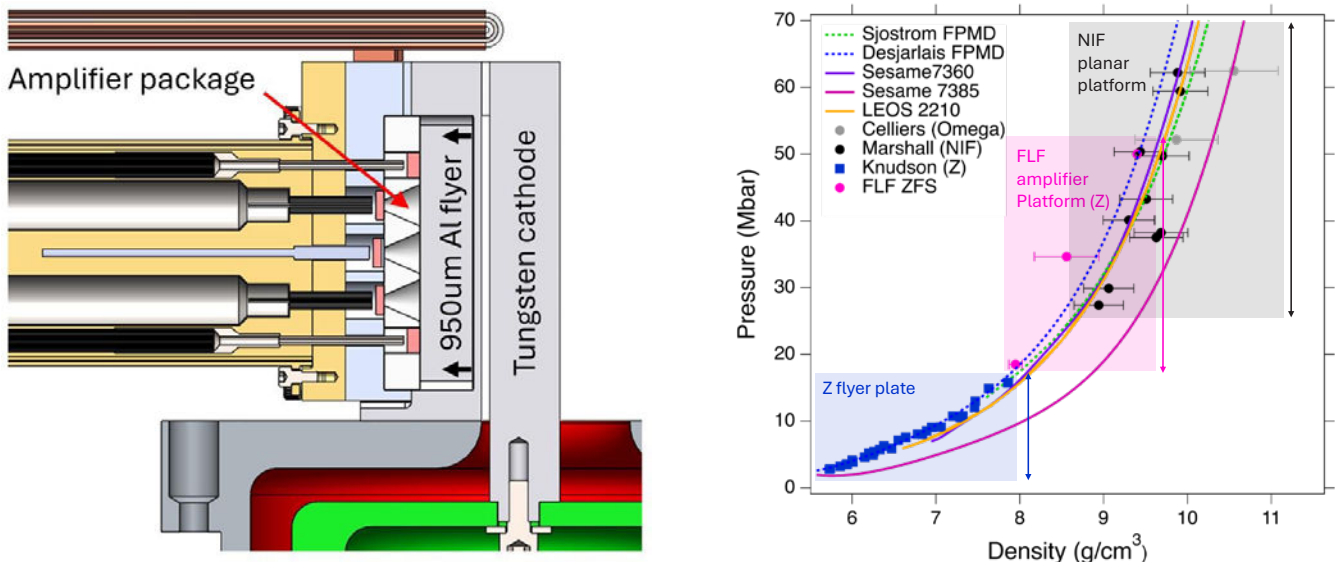 Amplifier package
950um Al flyer
Tungsten cathode
Pressure (Mbar)
70
60
50
40
30
20
10
0
Sjostrom FPMD
Desjarlais FPMD
Sesame7360
Sesame 7385
LEOS 2210
Celliers (Omega)
Marshall (NIF)
Knudson (Z)
FLF ZFS
NIF
planar
platform
FLF
amplifier
Platform (Z)
Z flyer plate
6
7
8
9
10
11
Density (g/cm³)